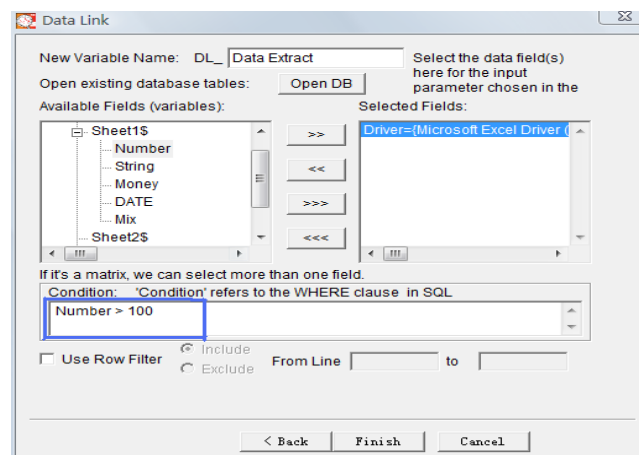 Data Link
New Variable Name: DL_ Data Extract
Select the data field(s)
here for the input
parameter chosen in the
Open existing database tables: Open DB
Available Fields (variables):
Selected Fields:
Sheet1$
Number
String
Money
DATE
Mix
Sheet2$
>>
<<
>>>
<<<
Driver={Microsoft Excel Driver (
If it's a matrix, we can select more than one field.
Condition: 'Condition' refers to the WHERE clause in SQL
Number > 100
Use Row Filter
Include
Exclude
From Line
to
< Back
Finish
Cancel